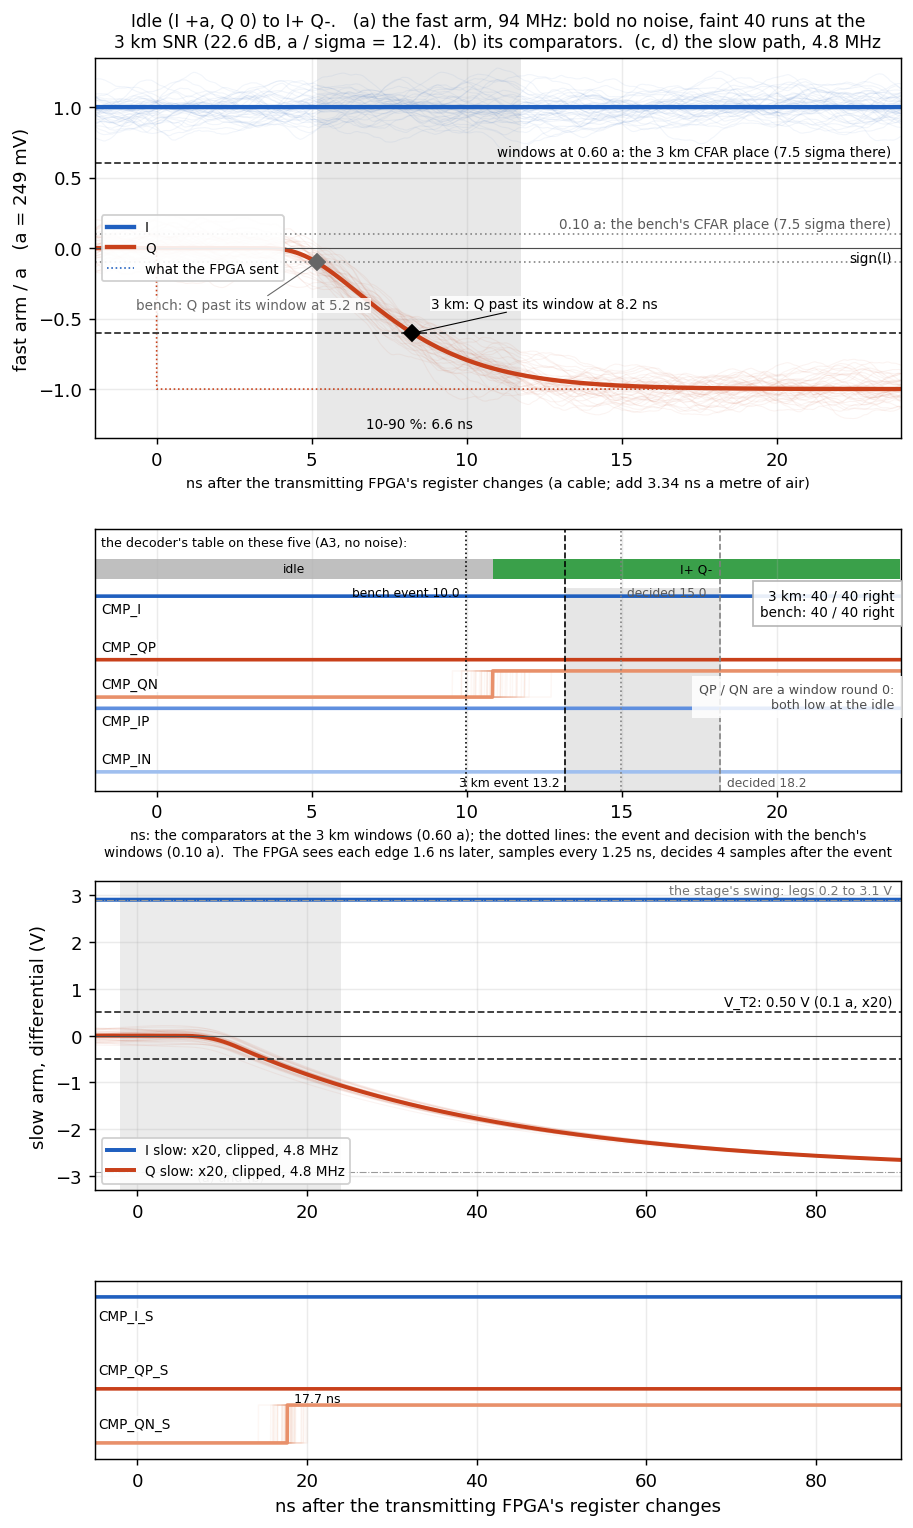 Idle (I +a, Q 0) to I+ Q-.   (a) the fast arm, 94 MHz: bold no noise, faint 40 runs at the
3 km SNR (22.6 dB, a / sigma = 12.4).  (b) its comparators.  (c, d) the slow path, 4.8 MHz
fast arm / a   (a = 249 mV)
1.0
0.5
0.0
−0.5
−1.0
windows at 0.60 a: the 3 km CFAR place (7.5 sigma there)
0.10 a: the bench's CFAR place (7.5 sigma there)
sign(I)
I
Q
what the FPGA sent
bench: Q past its window at 5.2 ns
3 km: Q past its window at 8.2 ns
10-90 %: 6.6 ns
0 5 10 15 20
ns after the transmitting FPGA's register changes (a cable; add 3.34 ns a metre of air)
the decoder's table on these five (A3, no noise):
idle
I+ Q-
bench event 10.0
decided 15.0
3 km: 40 / 40 right
bench: 40 / 40 right
CMP_I
CMP_QP
CMP_QN
QP / QN are a window round 0:
both low at the idle
CMP_IP
CMP_IN
3 km event 13.2
decided 18.2
0 5 10 15 20
ns: the comparators at the 3 km windows (0.60 a); the dotted lines: the event and decision with the bench's
windows (0.10 a).  The FPGA sees each edge 1.6 ns later, samples every 1.25 ns, decides 4 samples after the event
slow arm, differential (V)
3
2
1
0
−1
−2
−3
the stage's swing: legs 0.2 to 3.1 V
V_T2: 0.50 V (0.1 a, x20)
I slow: x20, clipped, 4.8 MHz
Q slow: x20, clipped, 4.8 MHz
0 20 40 60 80
CMP_I_S
CMP_QP_S
17.7 ns
CMP_QN_S
0 20 40 60 80
ns after the transmitting FPGA's register changes